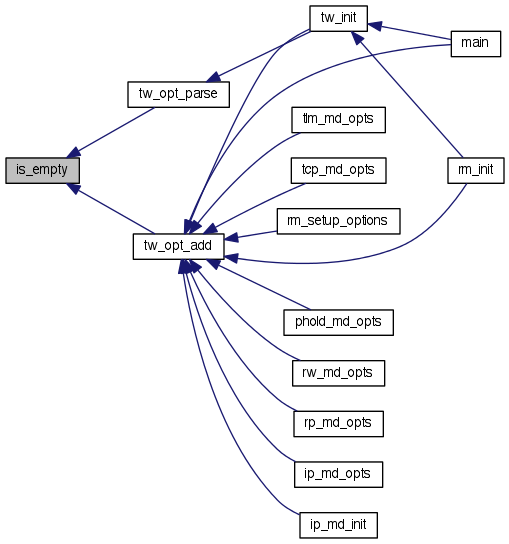 tw_init
main
tw_opt_parse
tlm_md_opts
is_empty
tcp_md_opts
rm_init
rm_setup_options
tw_opt_add
phold_md_opts
rw_md_opts
rp_md_opts
ip_md_opts
ip_md_init